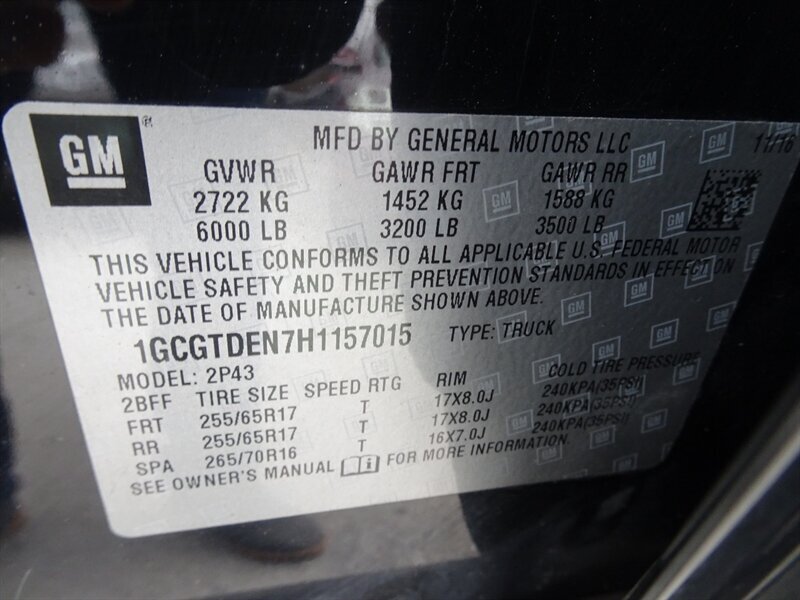 GM
MFD BY GENERAL MOTORS LLC 11/16
GVWR GAWR FRT GAWR RR
2722 KG 1452 KG 1588 KG
6000 LB 3200 LB 3500 LB
THIS VEHICLE CONFORMS TO ALL APPLICABLE U.S. FEDERAL MOTOR
VEHICLE SAFETY AND THEFT PREVENTION STANDARDS IN EFFECT ON
THE DATE OF MANUFACTURE SHOWN ABOVE.
1GCGTDEN7H1157015 TYPE: TRUCK
MODEL: 2P43
2BFF TIRE SIZE SPEED RTG RIM COLD TIRE PRESSURE
FRT 255/65R17 T 17X8.0J 240KPA(35PSI)
RR 255/65R17 T 17X8.0J 240KPA(35PSI)
SPA 265/70R16 T 16X7.0J 240KPA(35PSI)
SEE OWNER'S MANUAL FOR MORE INFORMATION.